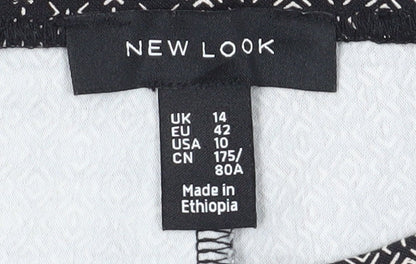 NEW LOOK
UK 14
EU 42
USA 10
CN 175/
80A
Made in
Ethiopia